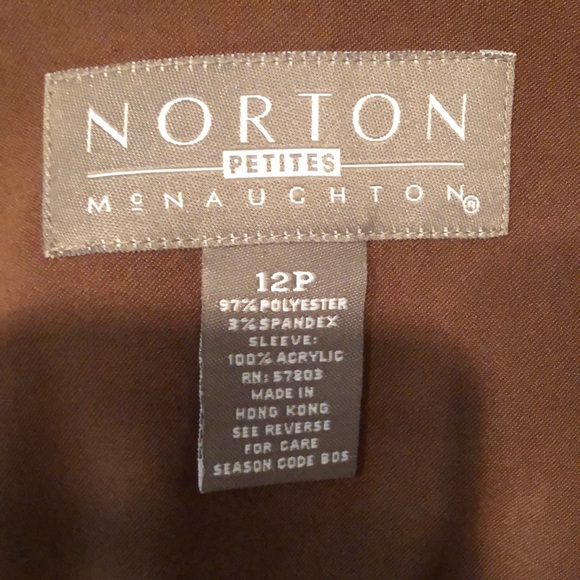 NORTON
PETITES
McNAUGHTON®
12P
97% POLYESTER
3% SPANDEX
SLEEVE:
100% ACRYLIC
RN: 57803
MADE IN
HONG KONG
SEE REVERSE
FOR CARE
SEASON CODE BDS